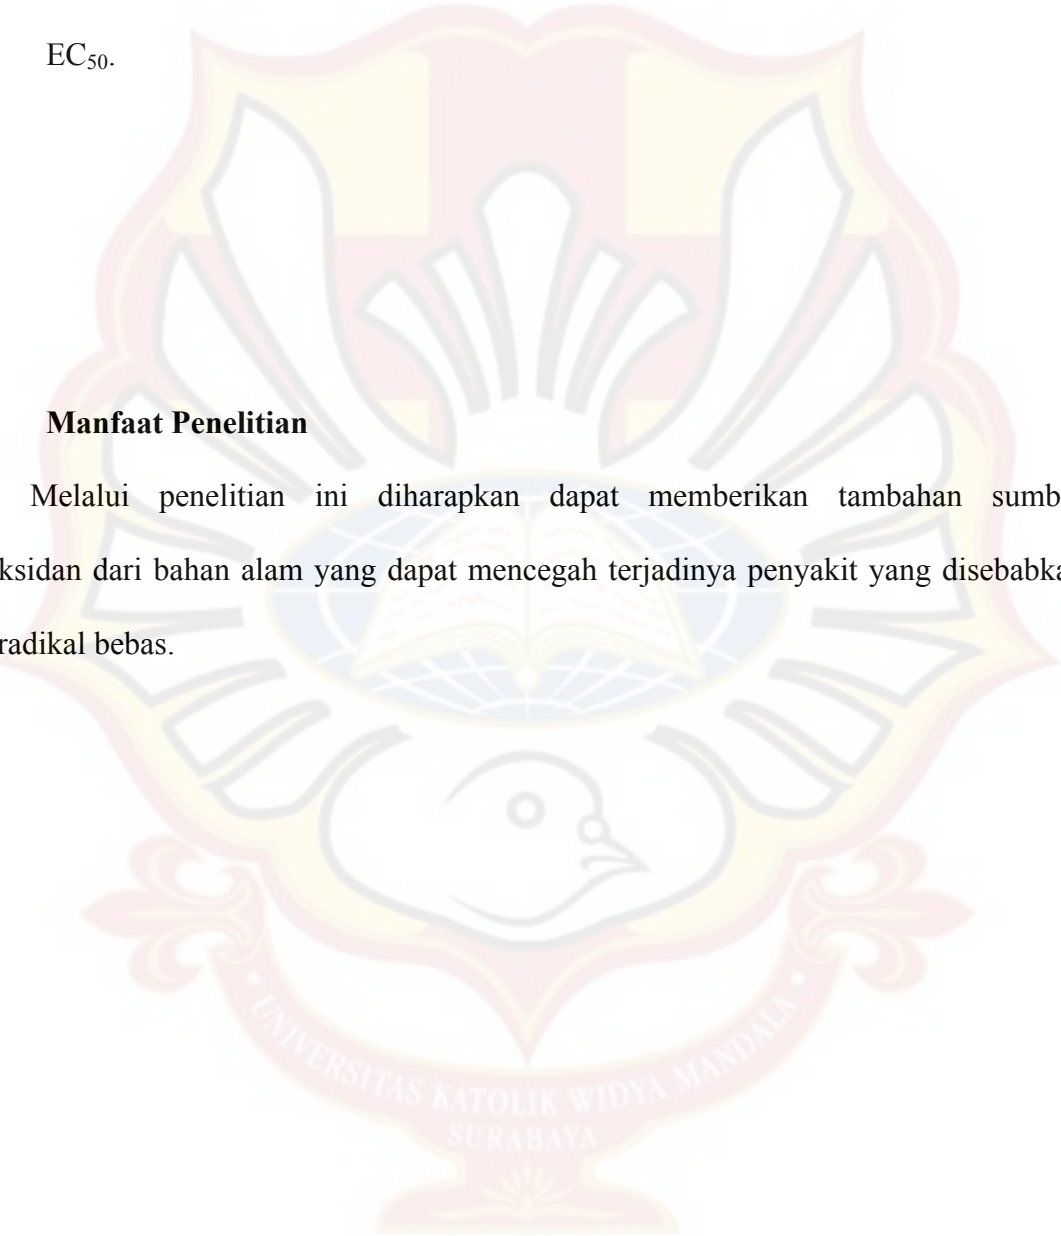 EC₅₀.
Manfaat Penelitian
Melalui penelitian ini diharapkan dapat memberikan tambahan sumb
ksidan dari bahan alam yang dapat mencegah terjadinya penyakit yang disebabka
radikal bebas.
• UNIVERSITAS KATOLIK WIDYA MANDALA •
SURABAYA